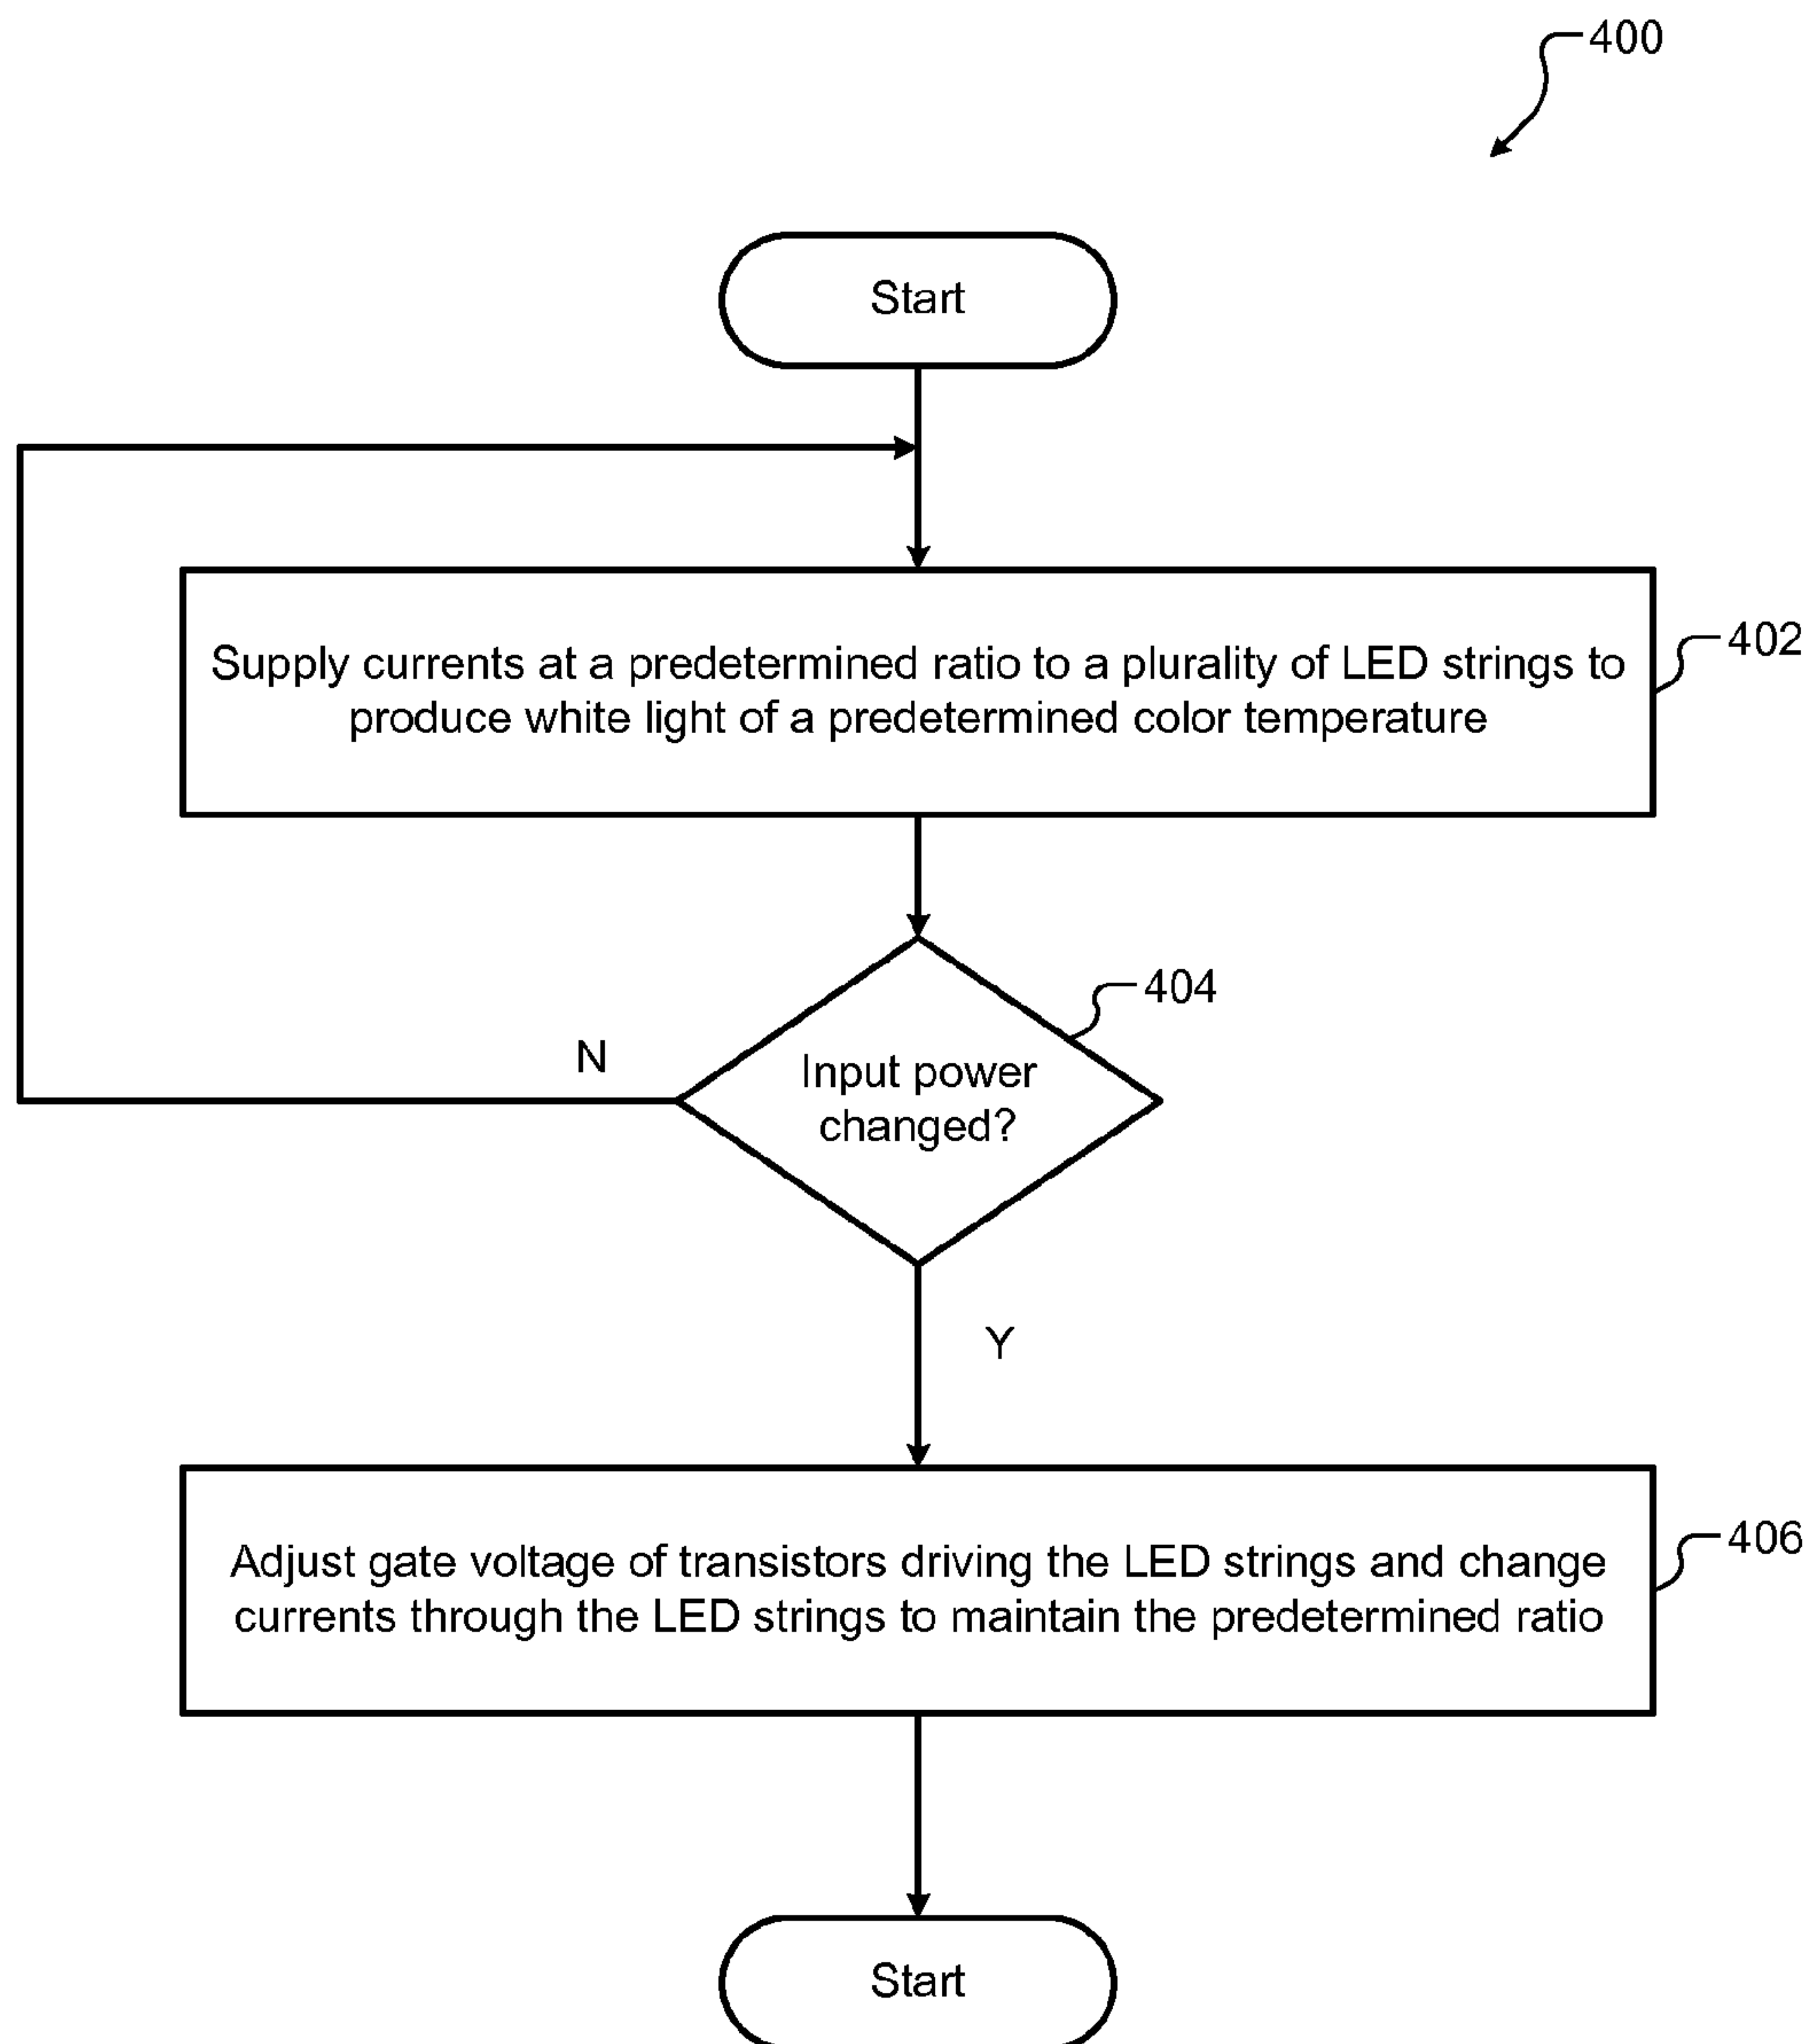 400
Start
Supply currents at a predetermined ratio to a plurality of LED strings to
produce white light of a predetermined color temperature
402
404
Input power
changed?
N
Y
Adjust gate voltage of transistors driving the LED strings and change
currents through the LED strings to maintain the predetermined ratio
406
Start